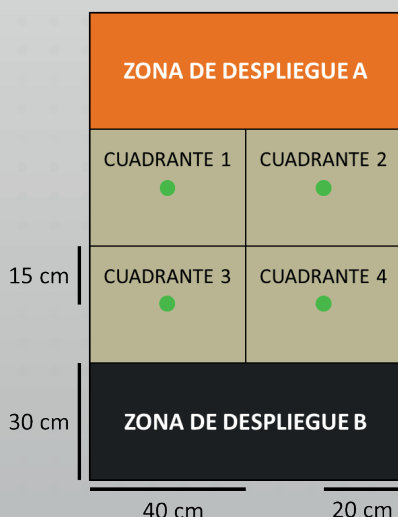 ZONA DE DESPLIEGUE A
CUADRANTE 1
CUADRANTE 2
15 cm
CUADRANTE 3
CUADRANTE 4
30 cm
ZONA DE DESPLIEGUE B
40 cm
20 cm